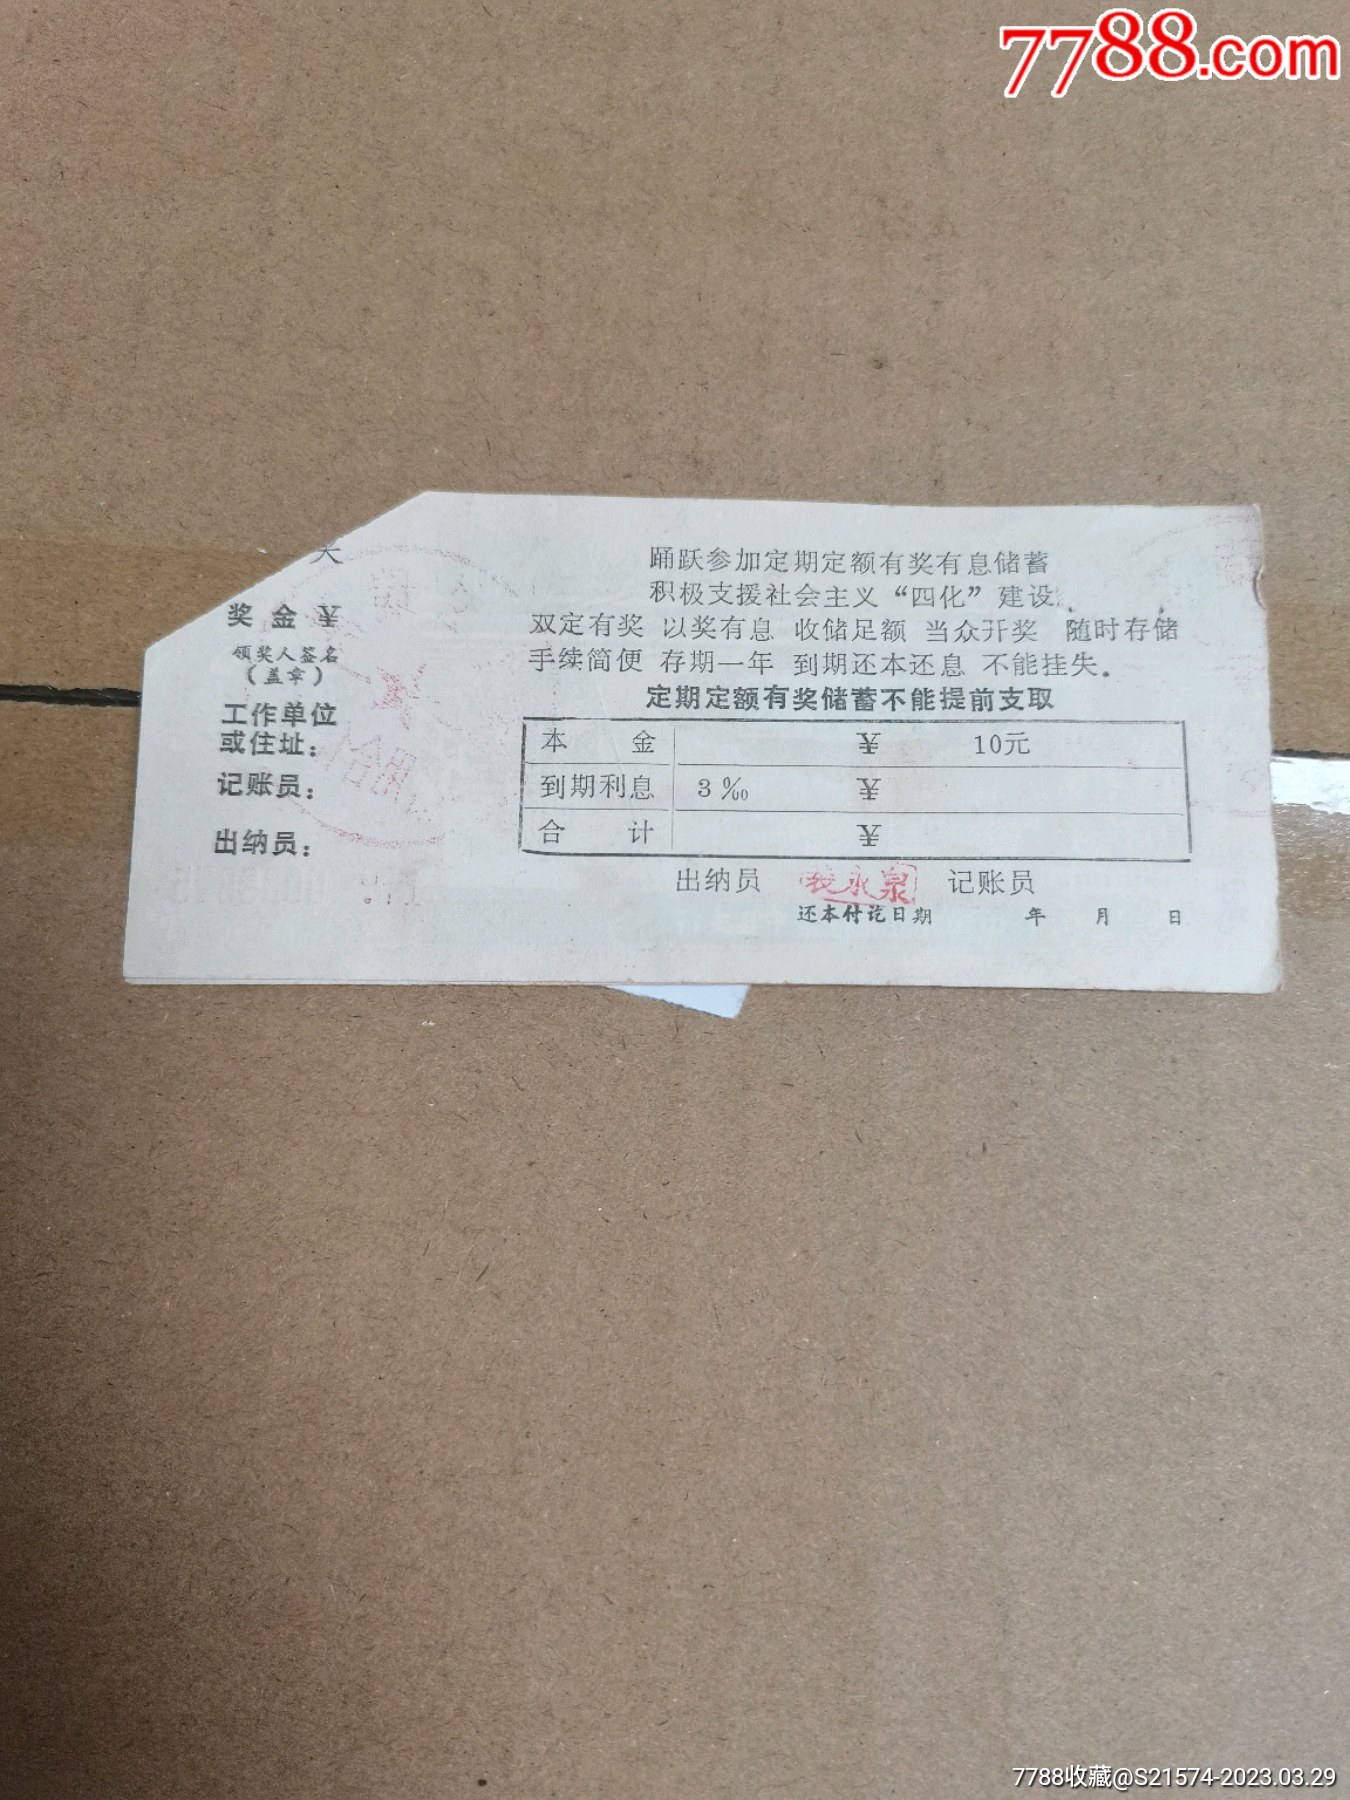 7788.com
踊跃参加定期定额有奖有息储蓄
积极支援社会主义“四化”建设
双定有奖 以奖有息 收储足额 当众开奖 随时存储
手续简便 存期一年 到期还本还息 不能挂失.
定期定额有奖储蓄不能提前支取
本 金 ¥ 10元
到期利息 3‰ ¥
合 计 ¥
出纳员 永泉 记账员
还本付讫日期 年 月 日
奖 金 ¥
领奖人签名
(盖章)
工作单位
或住址:
记账员:
出纳员:
7788收藏@S21574-2023.03.29